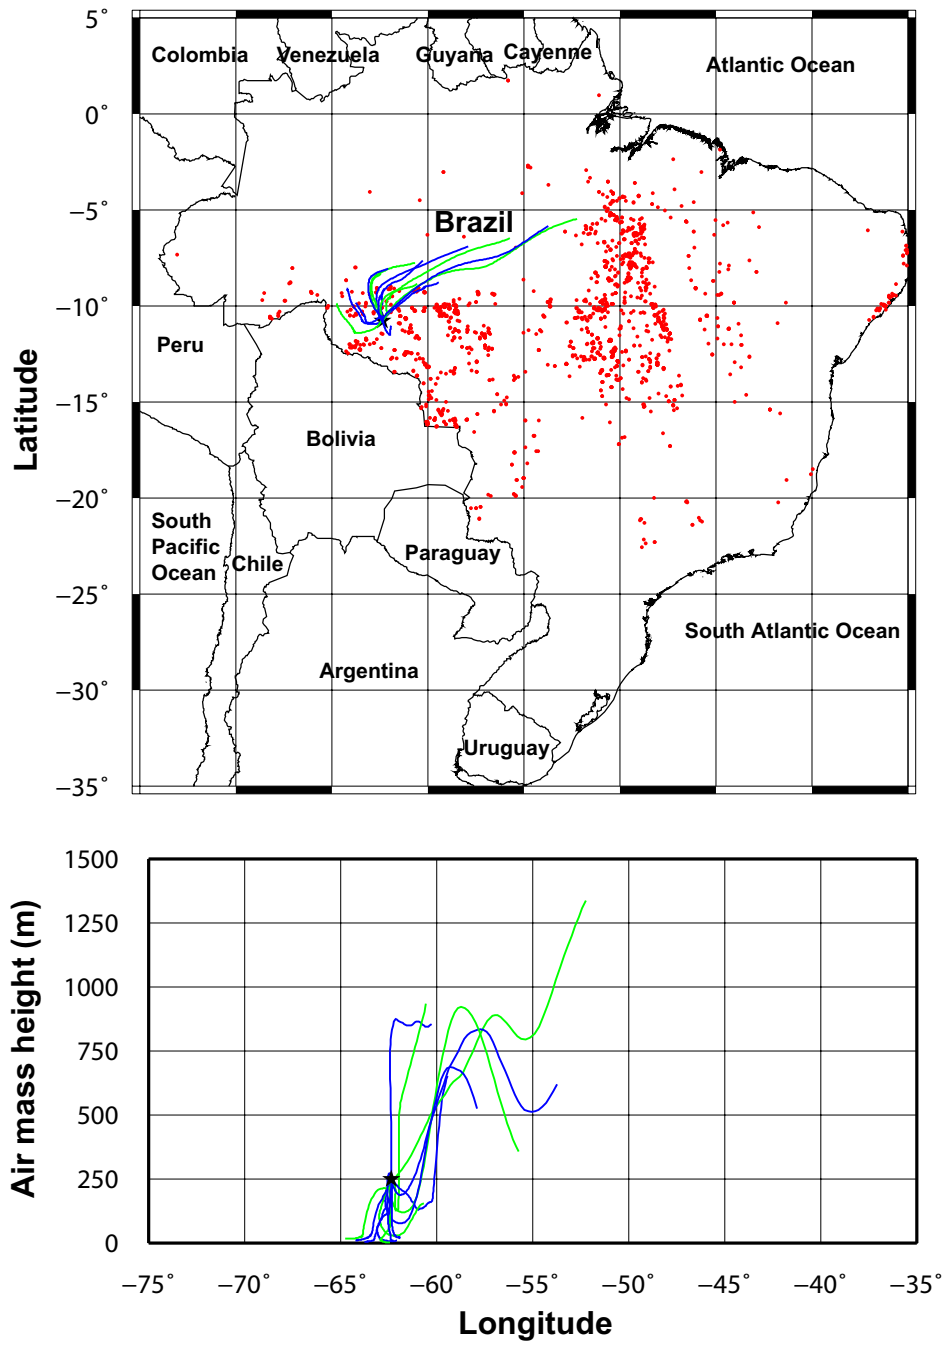 5°
Colombia
Venezuela
Guyana
Cayenne
Atlantic Ocean
0°
−5°
Brazil
−10°
Peru
Latitude
−15°
Bolivia
−20°
South
Pacific
Ocean
Chile
Paraguay
−25°
South Atlantic Ocean
Argentina
−30°
Uruguay
−35°
1500
1250
1000
750
500
250
0
Air mass height (m)
−75° −70° −65° −60° −55° −50° −45° −40° −35°
Longitude